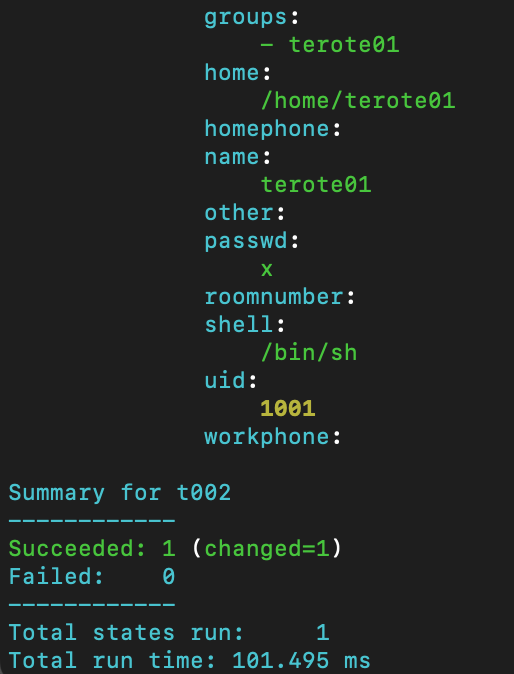 groups:
- terote01
home:
/home/terote01
homephone:
name:
terote01
other:
passwd:
x
roomnumber:
shell:
/bin/sh
uid:
1001
workphone:
Summary for t002
------------
Succeeded: 1 (changed=1)
Failed:    0
------------
Total states run:     1
Total run time: 101.495 ms